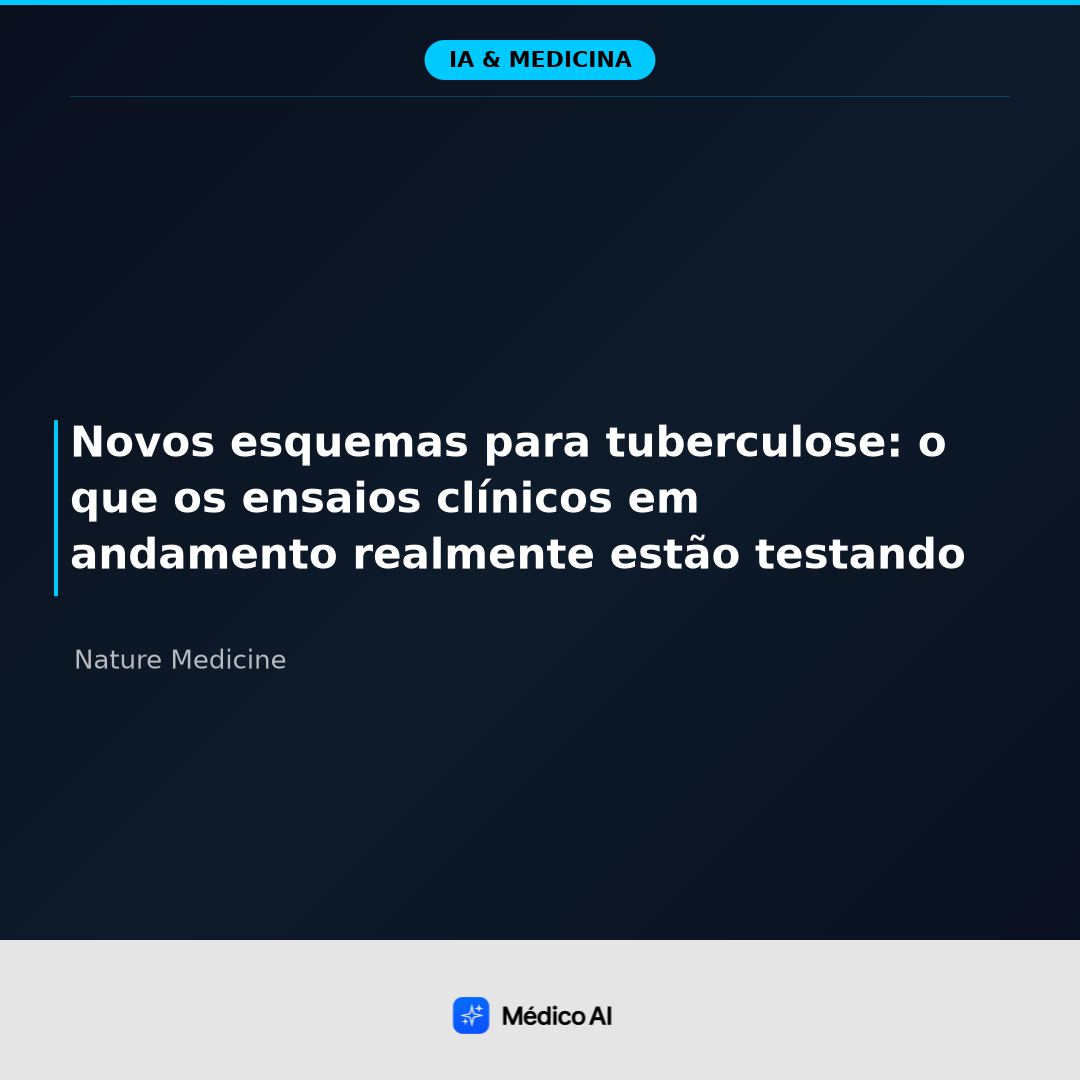 IA & MEDICINA
Novos esquemas para tuberculose: o
que os ensaios clínicos em
andamento realmente estão testando
Nature Medicine
Médico AI